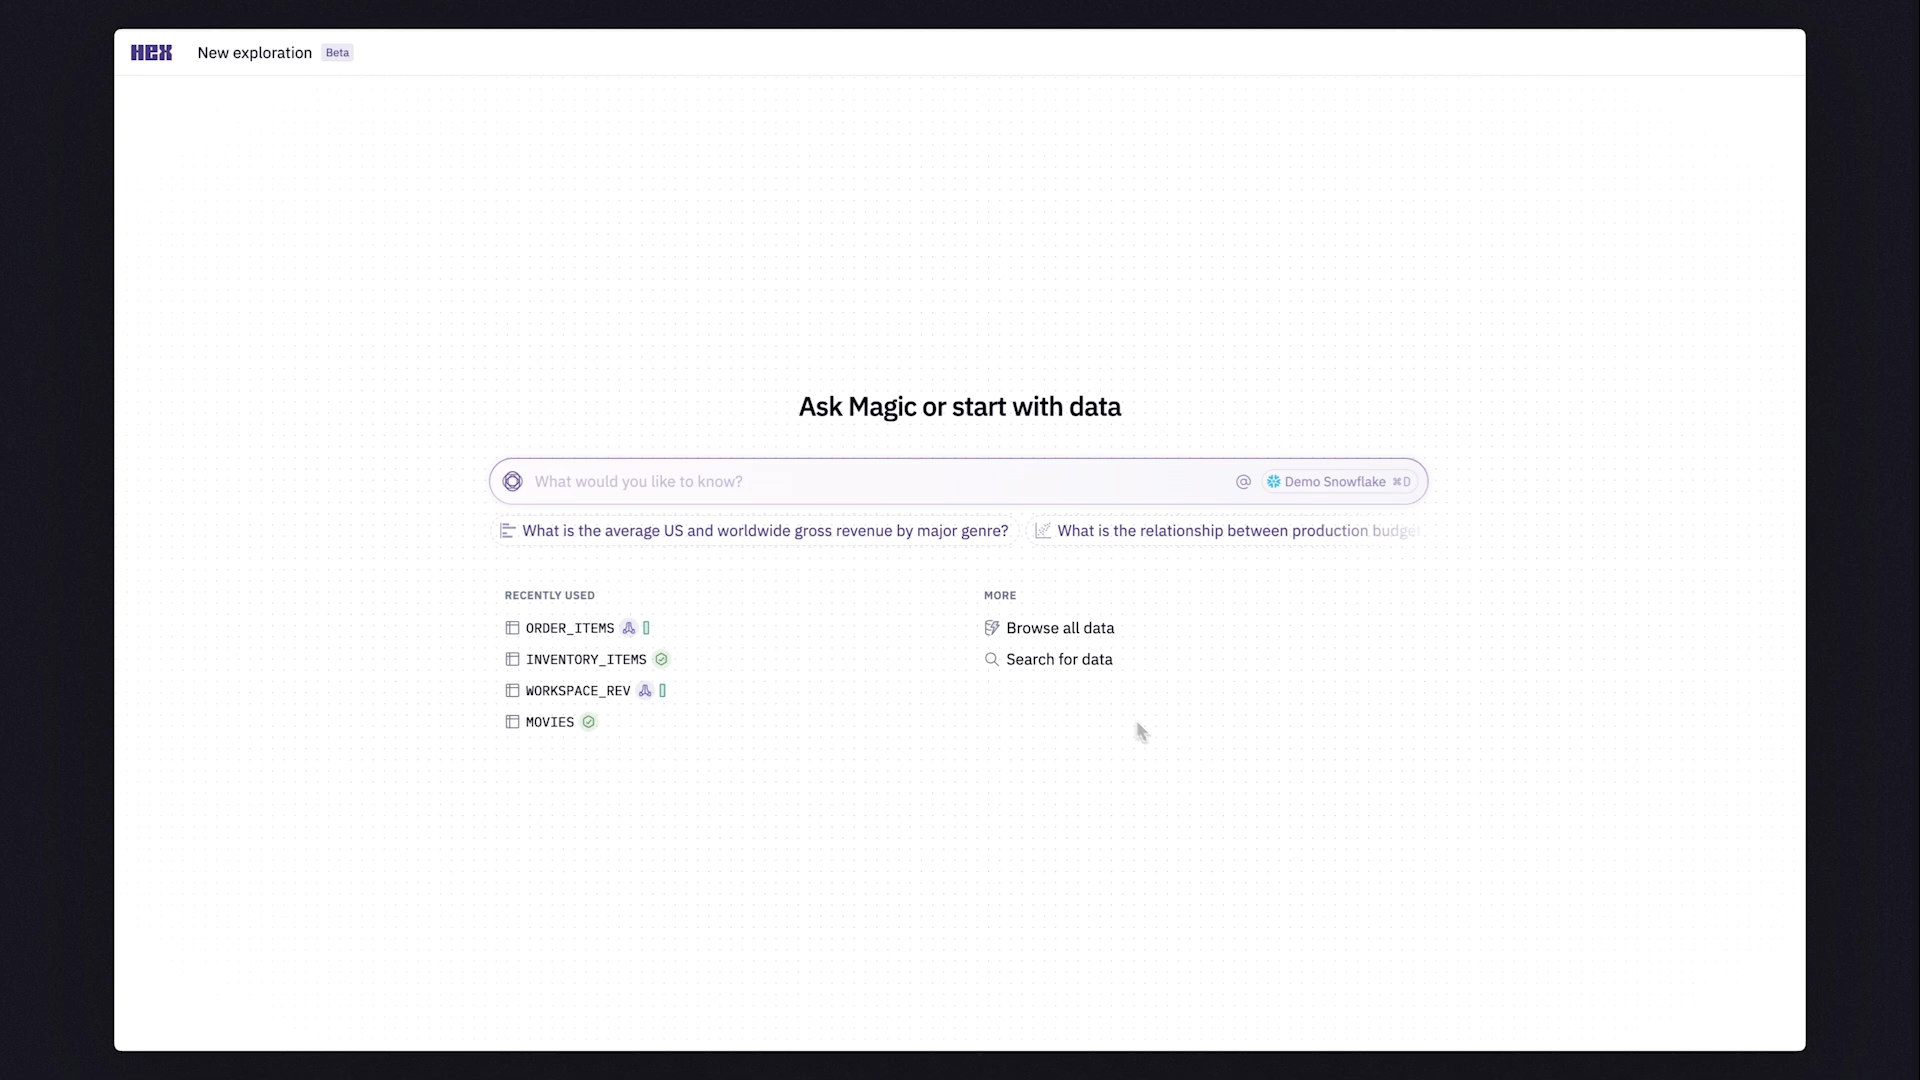 HEX New exploration Beta
Ask Magic or start with data
What would you like to know? @ Demo Snowflake ⌘D
What is the average US and worldwide gross revenue by major genre? What is the relationship between production budget
RECENTLY USED
ORDER_ITEMS
INVENTORY_ITEMS
WORKSPACE_REV
MOVIES
MORE
Browse all data
Search for data